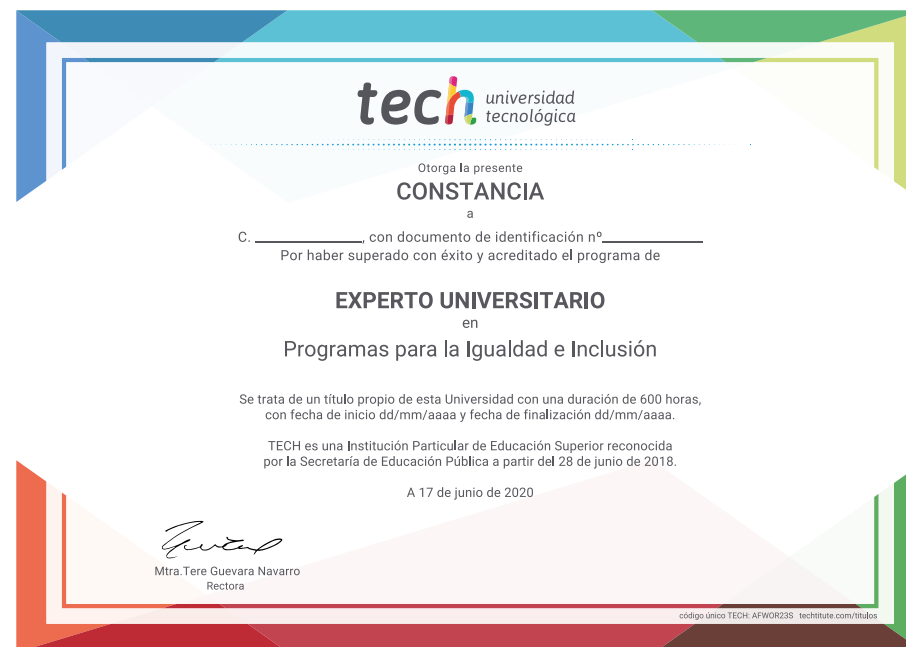 tech universidad
tecnológica
Otorga la presente
CONSTANCIA
a
C. ____________, con documento de identificación nº____________
Por haber superado con éxito y acreditado el programa de
EXPERTO UNIVERSITARIO
en
Programas para la Igualdad e Inclusión
Se trata de un título propio de esta Universidad con una duración de 600 horas,
con fecha de inicio dd/mm/aaaa y fecha de finalización dd/mm/aaaa.
TECH es una Institución Particular de Educación Superior reconocida
por la Secretaría de Educación Pública a partir del 28 de junio de 2018.
A 17 de junio de 2020
Mtra.Tere Guevara Navarro
Rectora
código único TECH: AFWOR23S techtitute.com/titulos